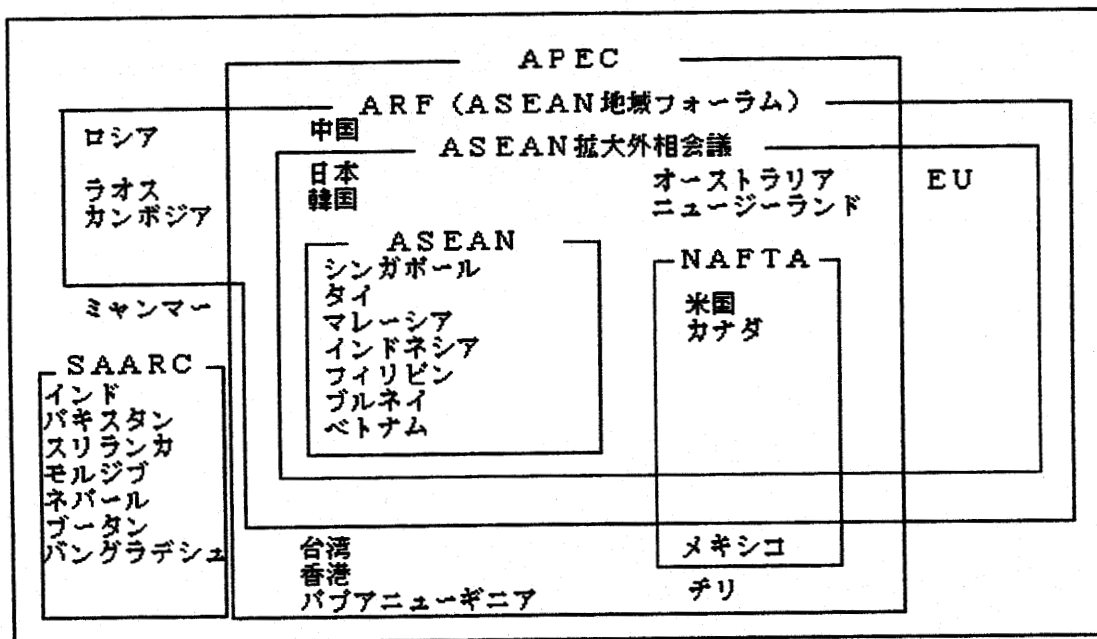 APEC
ARF(ASEAN地域フォーラム)
ロシア
中国
ASEAN拡大外相会議
日本
韓国
オーストラリア
ニュージーランド
EU
ラオス
カンボジア
ASEAN
シンガポール
タイ
マレーシア
インドネシア
フィリピン
ブルネイ
ベトナム
NAFTA
米国
カナダ
ミャンマー
SAARC
インド
パキスタン
スリランカ
モルジブ
ネパール
ブータン
バングラデシュ
台湾
香港
パプアニューギニア
メキシコ
チリ